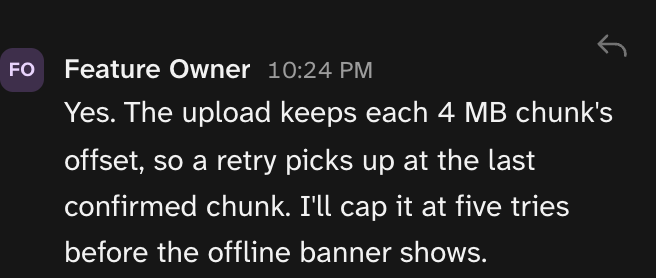 FO
Feature Owner 10:24 PM
Yes. The upload keeps each 4 MB chunk's
offset, so a retry picks up at the last
confirmed chunk. I'll cap it at five tries
before the offline banner shows.